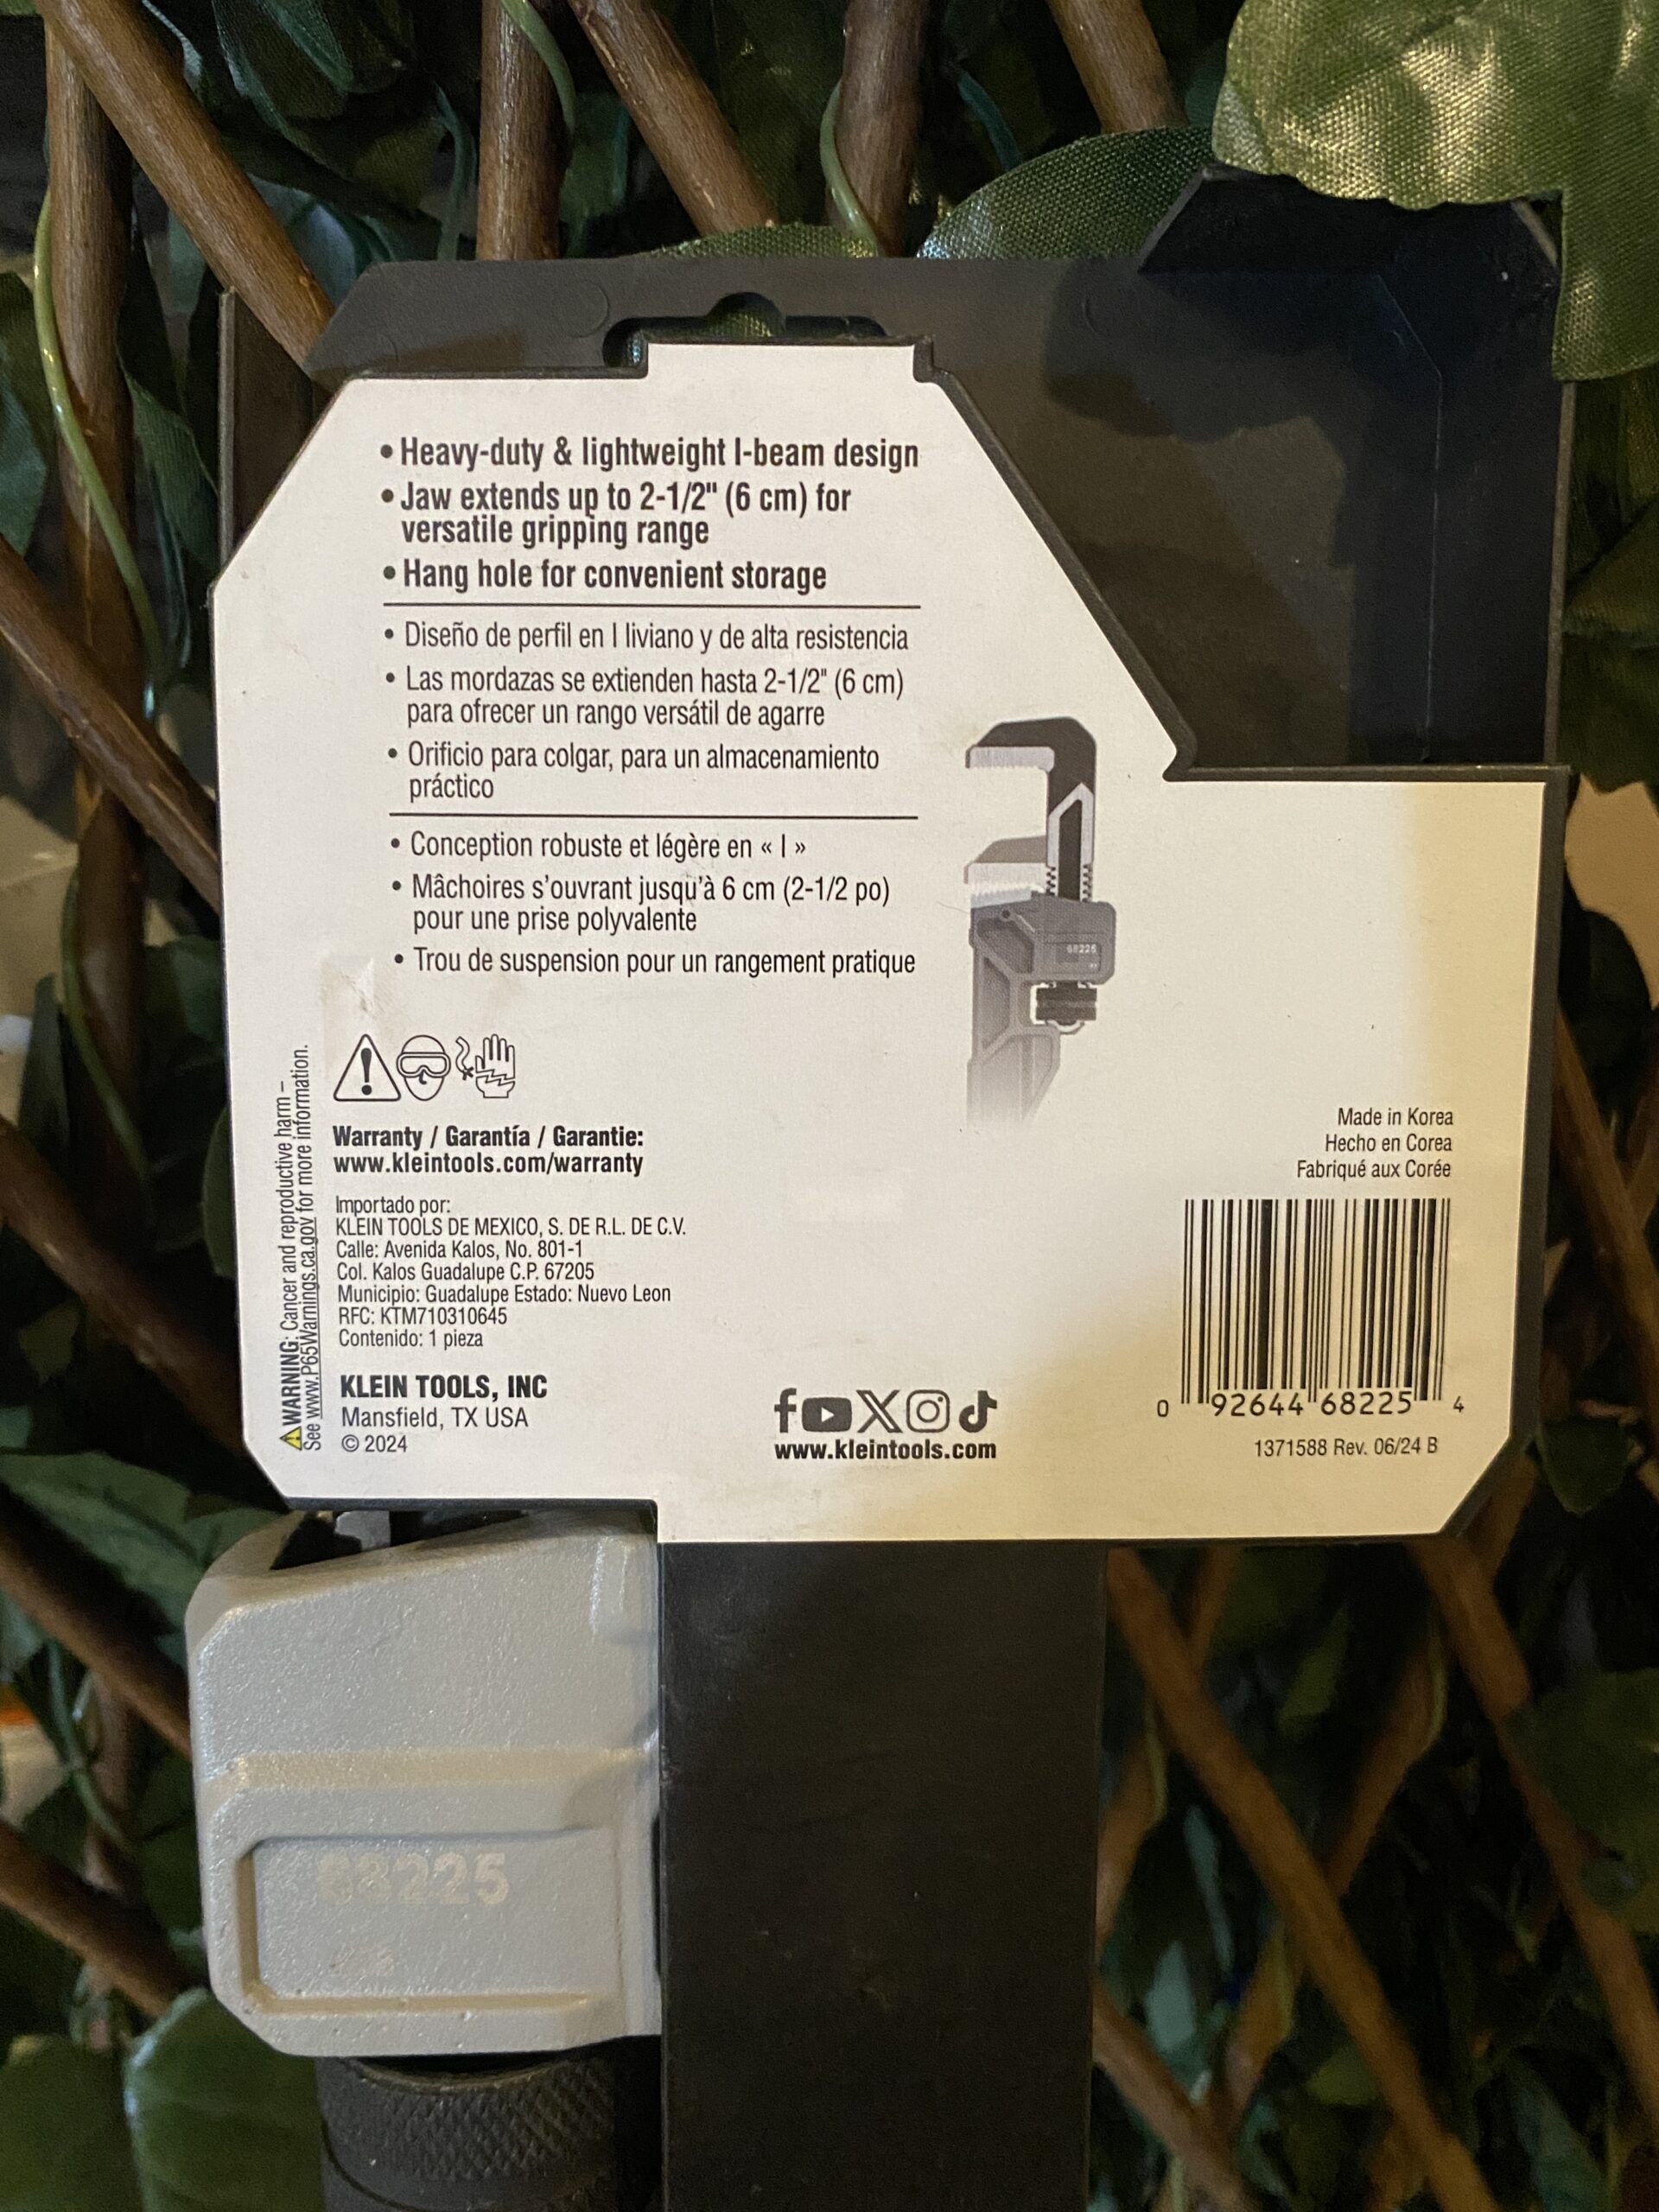 • Heavy-duty & lightweight I-beam design
• Jaw extends up to 2-1/2" (6 cm) for
versatile gripping range
• Hang hole for convenient storage
• Diseño de perfil en I liviano y de alta resistencia
• Las mordazas se extienden hasta 2-1/2" (6 cm)
para ofrecer un rango versátil de agarre
• Orificio para colgar, para un almacenamiento
práctico
• Conception robuste et légère en « I »
• Mâchoires s'ouvrant jusqu'à 6 cm (2-1/2 po)
pour une prise polyvalente
• Trou de suspension pour un rangement pratique
68225
WARNING: Cancer and reproductive harm –
See www.P65Warnings.ca.gov for more information.
Warranty / Garantía / Garantie:
www.kleintools.com/warranty
Importado por:
KLEIN TOOLS DE MEXICO, S. DE R.L. DE C.V.
Calle: Avenida Kalos, No. 801-1
Col. Kalos Guadalupe C.P. 67205
Municipio: Guadalupe Estado: Nuevo Leon
RFC: KTM710310645
Contenido: 1 pieza
KLEIN TOOLS, INC
Mansfield, TX USA
© 2024
www.kleintools.com
Made in Korea
Hecho en Corea
Fabriqué aux Corée
0 92644 68225 4
1371588 Rev. 06/24 B
68225